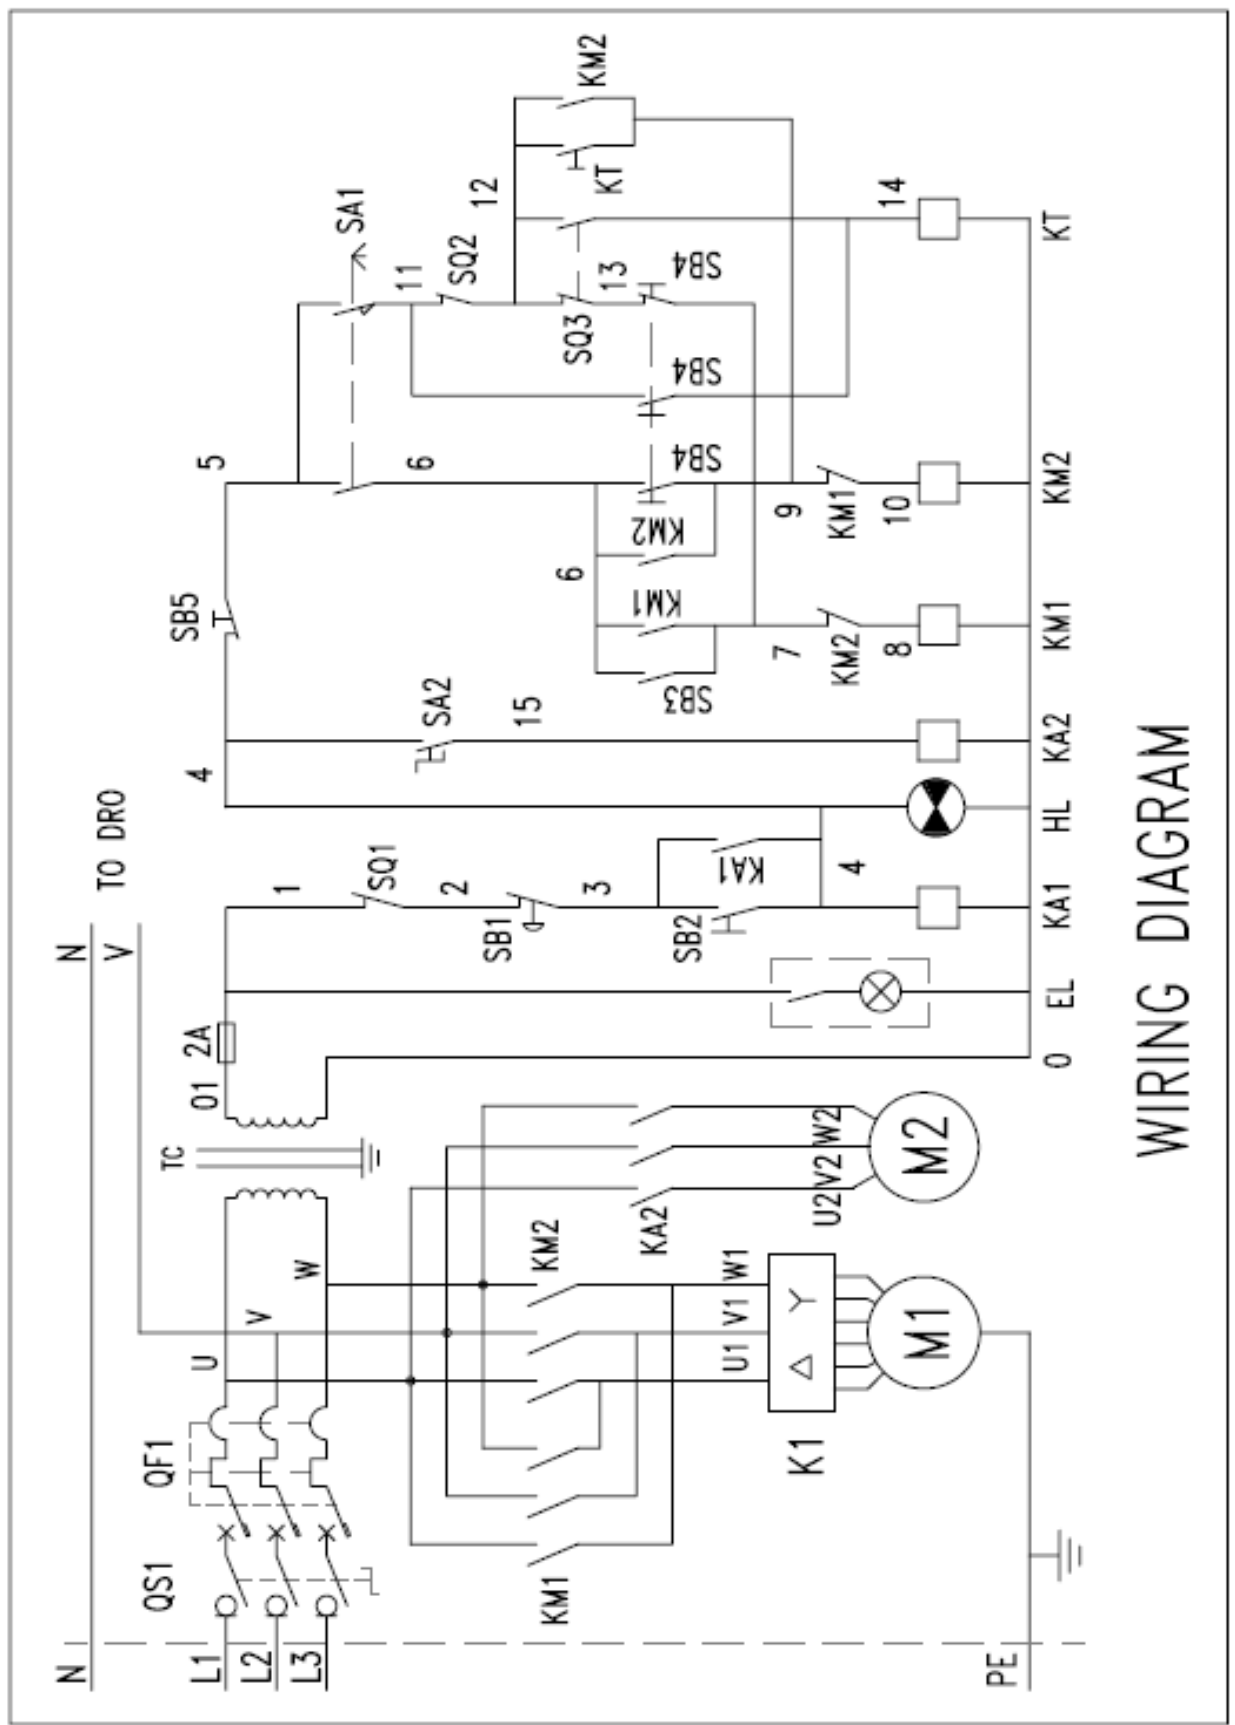 N
N
V
TO DRO
QS1
QF1
TC
SB5
L1
U
01
2A
4
5
L2
V
1
L3
W
SA1
SQ1
11
2
SA2
6
SQ2
12
SB1
15
KM1
KM2
6
SQ3
KM2
3
13
KT
KA2
SB2
KM1
KM2
SB3
SB4
SB4
SB4
U1
V1
W1
KA1
7
9
K1
U2
V2
W2
4
KM2
KM1
8
10
14
M1
M2
PE
0
EL
KA1
HL
KA2
KM1
KM2
KT
WIRING DIAGRAM